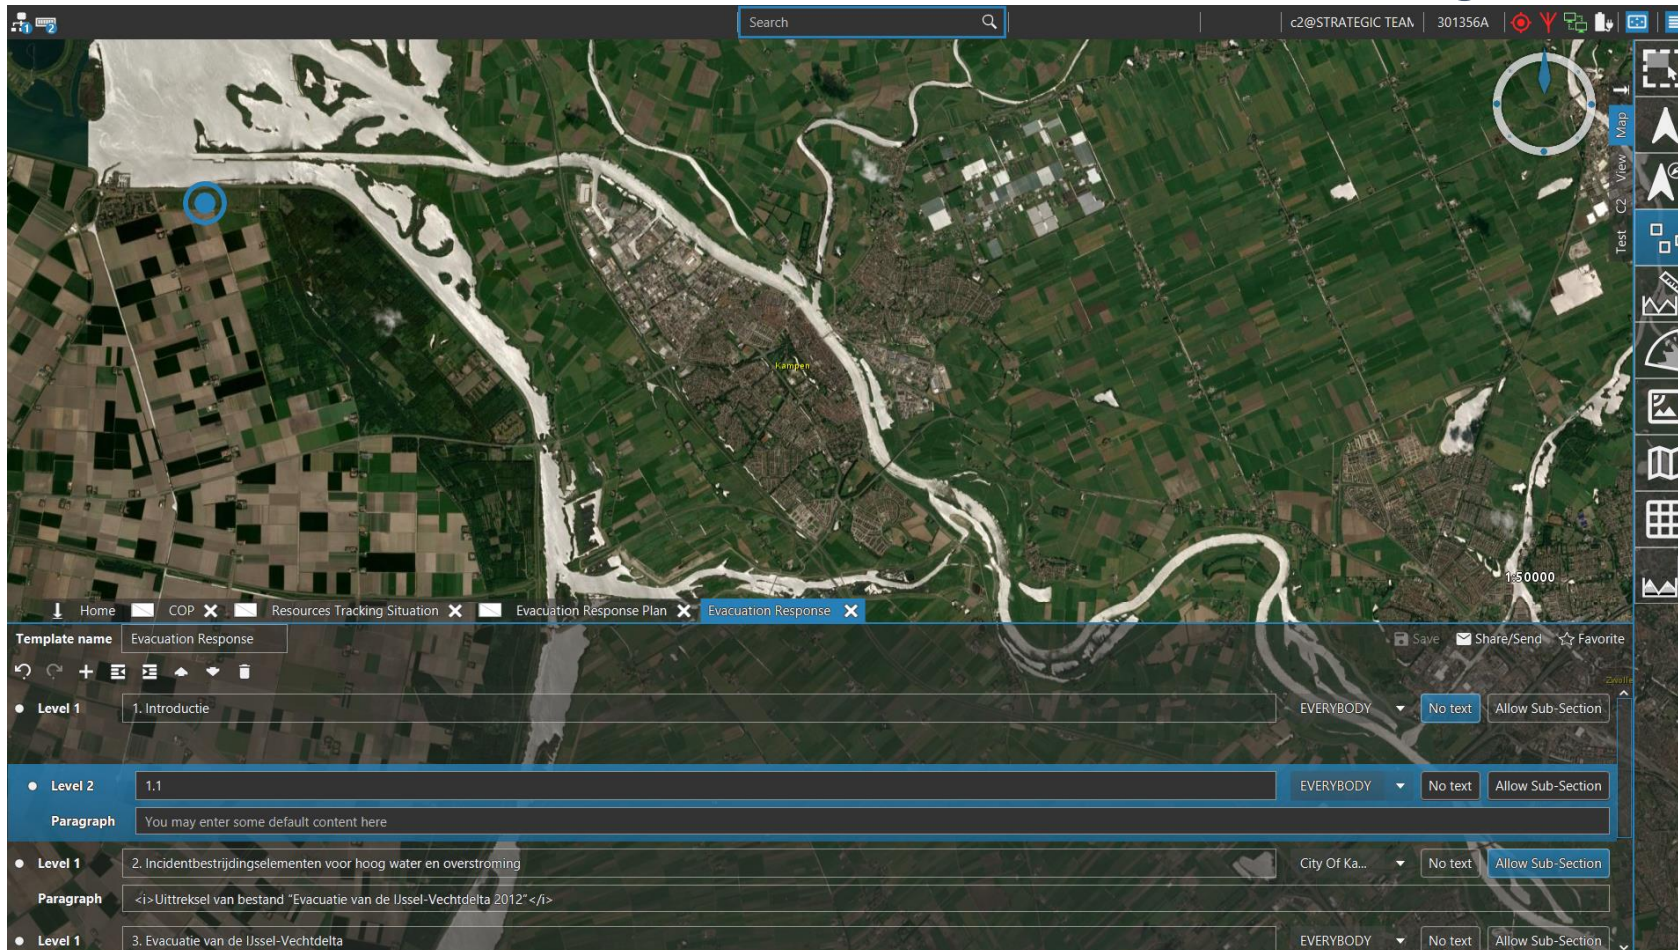 1
2
Search
c2@STRATEGIC TEAM
301356A
Map
View
C2
Test
Kampen
1:50000
Home COP Resources Tracking Situation Evacuation Response Plan Evacuation Response
Template name Evacuation Response Save Share/Send Favorite
Zwolle
Level 1 1. Introductie EVERYBODY No text Allow Sub-Section
Level 2 1.1 EVERYBODY No text Allow Sub-Section
Paragraph You may enter some default content here
Level 1 2. Incidentbestrijdingselementen voor hoog water en overstroming City Of Ka... No text Allow Sub-Section
Paragraph <i>Uittreksel van bestand "Evacuatie van de IJssel-Vechtdelta 2012"</i>
Level 1 3. Evacuatie van de IJssel-Vechtdelta EVERYBODY No text Allow Sub-Section